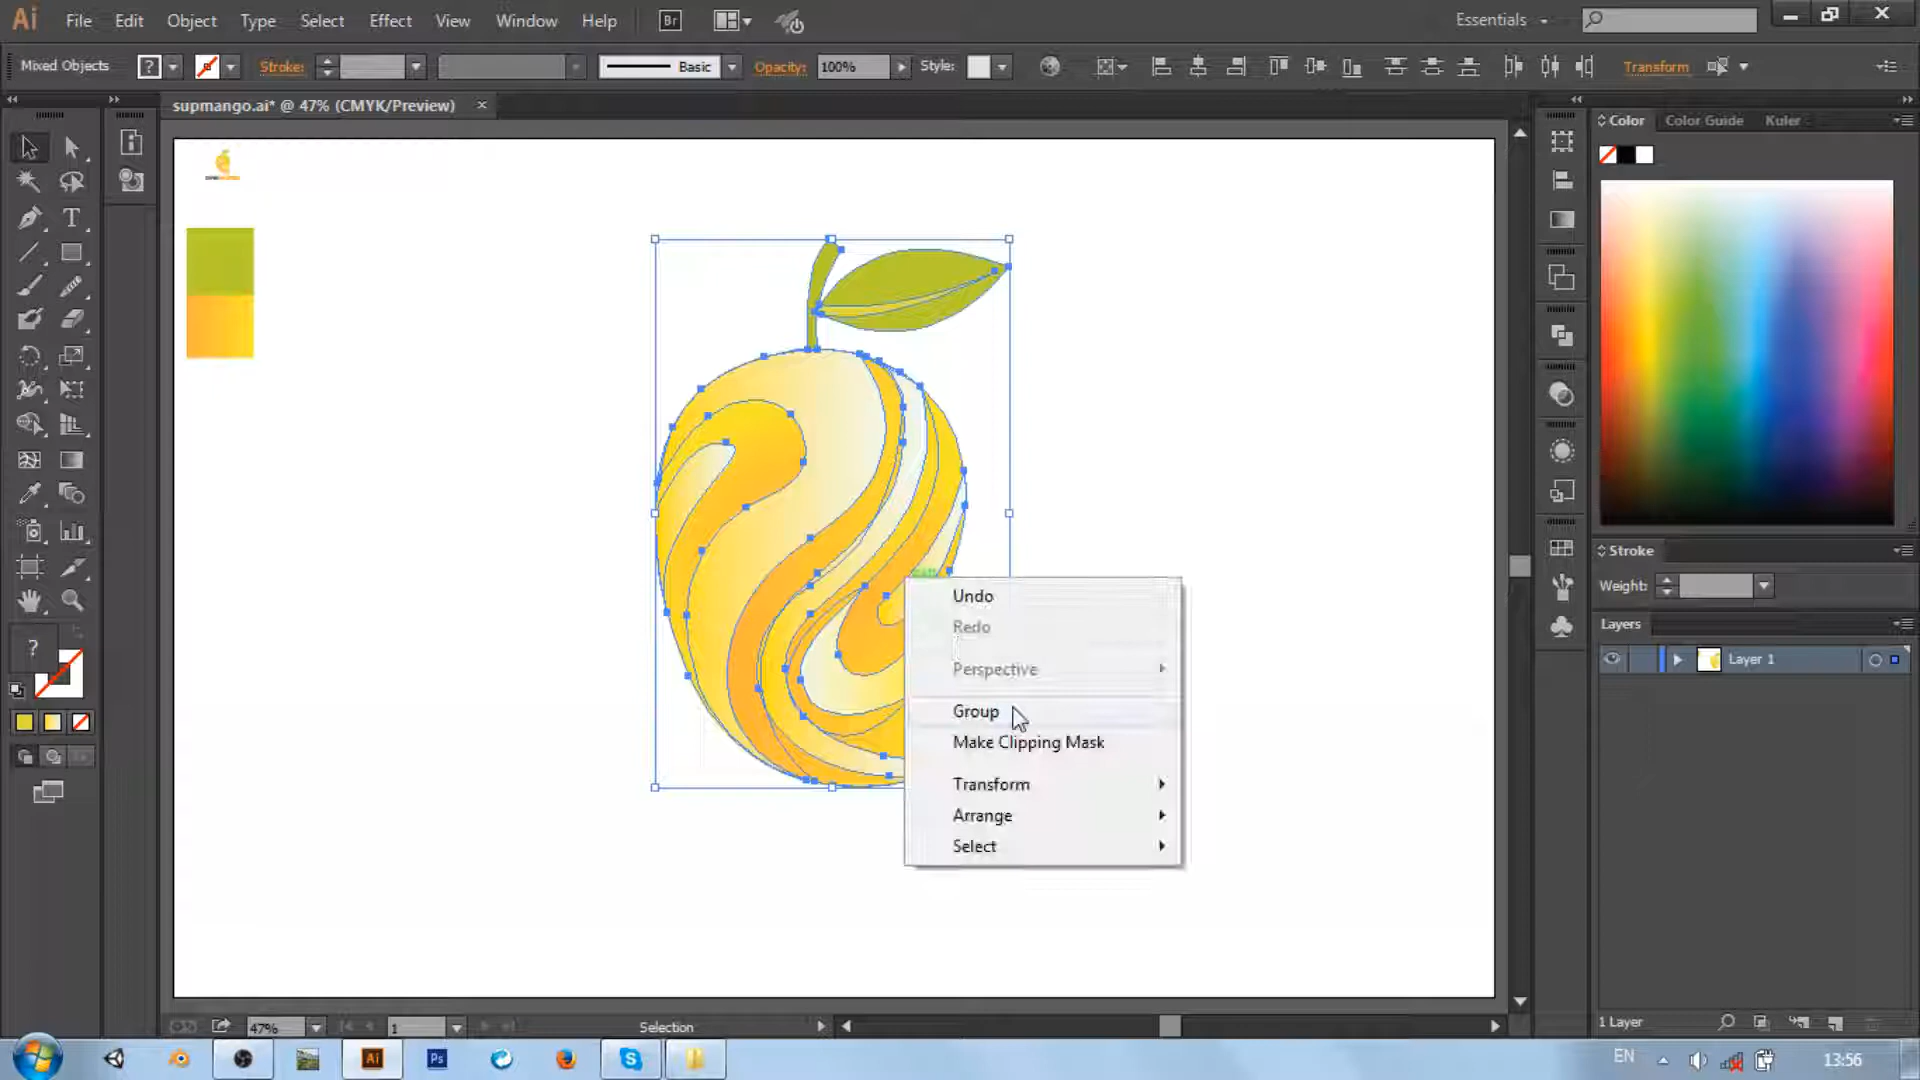 Ai File Edit Object Type Select Effect View Window Help Br Essentials
Mixed Objects ? Stroke: Basic Opacity: 100% Style: Transform
supmango.ai* @ 47% (CMYK/Preview)
Color Color Guide Kuler
T
Stroke
Weight:
Undo
Redo
Perspective
Group
Make Clipping Mask
Transform
Arrange
Select
Layers
Layer 1
?
47% 1 Selection
1 Layer
Ai Ps S EN 13:56